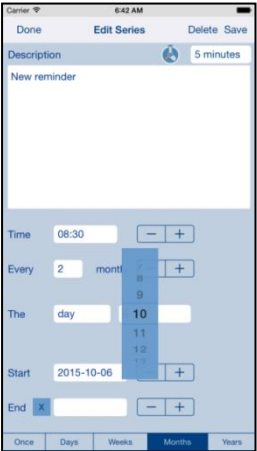 Carrier 6:42 AM
Done Edit Series Delete Save
Description 5 minutes
New reminder
Time 08:30 − +
Every 2 +
8
9
The day 10
11
12
Start 2015-10-06 +
End X − +
Once Days Weeks Months Years